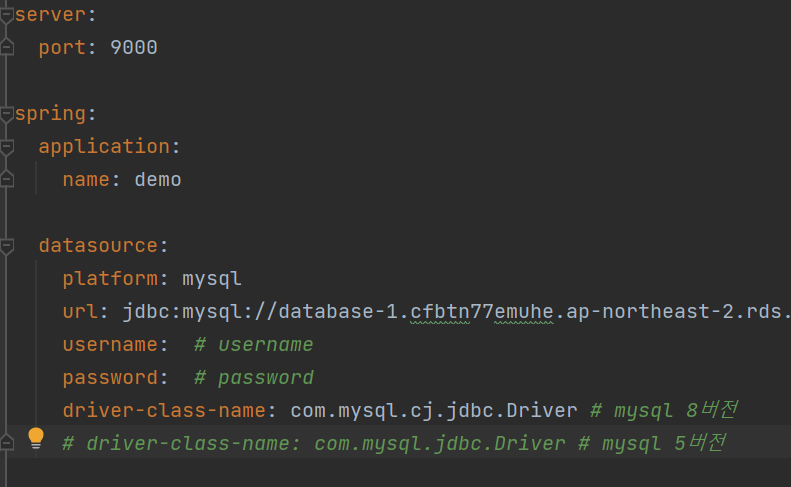 server:
  port: 9000
spring:
  application:
    name: demo
  datasource:
    platform: mysql
    url: jdbc:mysql://database-1.cfbtn77emuhe.ap-northeast-2.rds.
    username:  # username
    password:  # password
    driver-class-name: com.mysql.cj.jdbc.Driver # mysql 8버전
    # driver-class-name: com.mysql.jdbc.Driver # mysql 5버전